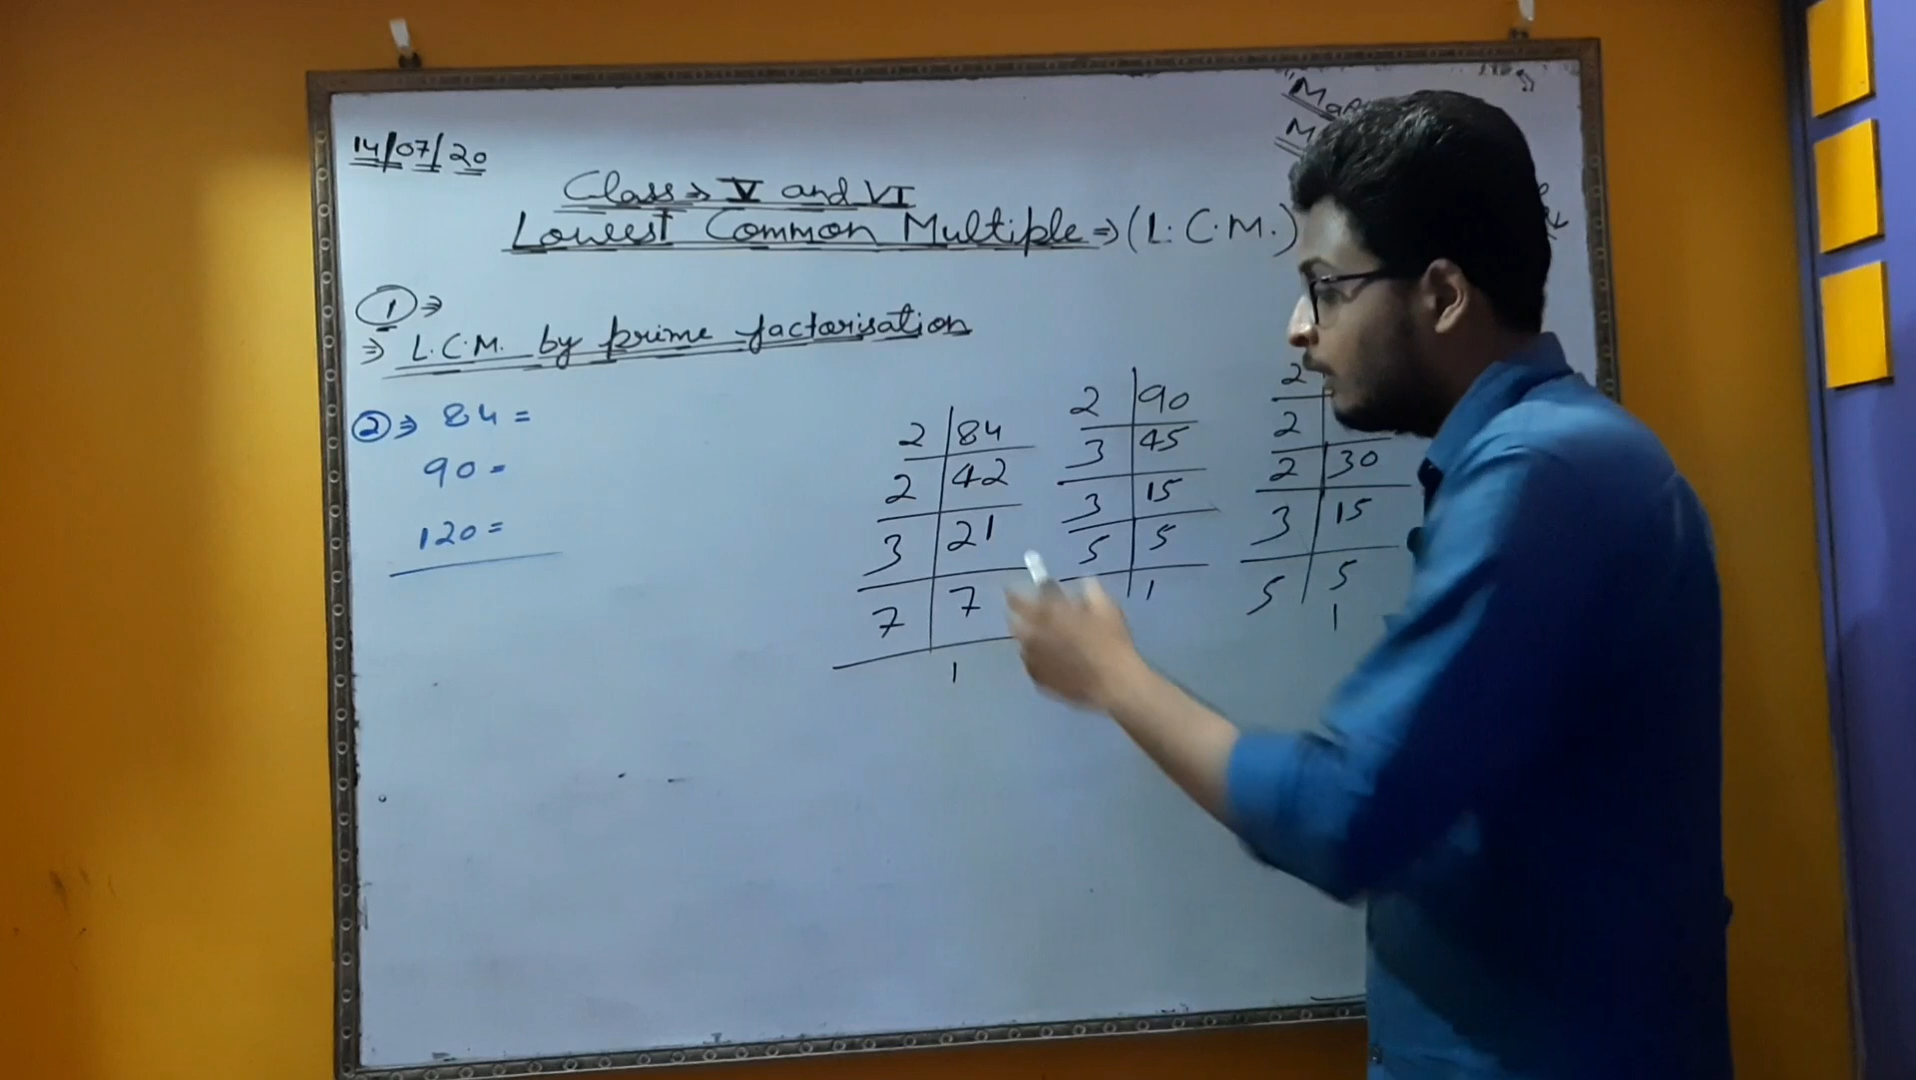 14/07/20
Class ⇒ V and VI
Lowest Common Multiple ⇒ (L.C.M.)
1 ⇒
⇒ L.C.M. by prime factorisation
2 ⇒ 84 =
90 =
120 =
2 | 84
2 | 42
3 | 21
7 | 7
1
2 | 90
3 | 45
3 | 15
5 | 5
1
2
2
2 | 30
3 | 15
5 | 5
1